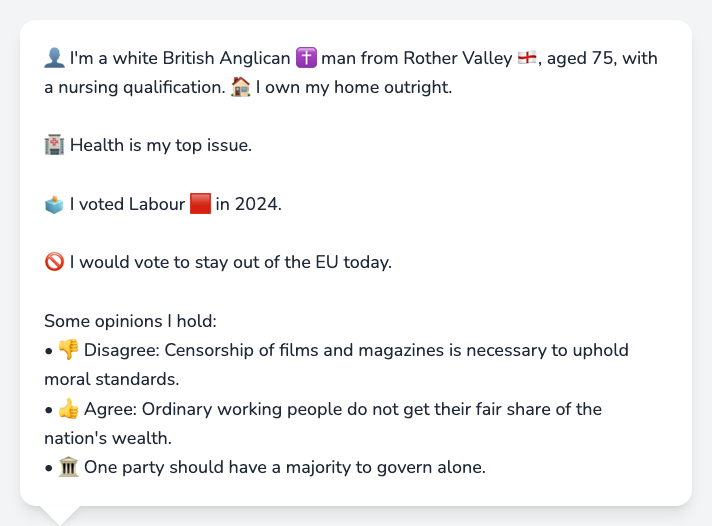 👤 I'm a white British Anglican ✝️ man from Rother Valley 🏴󠁧󠁢󠁥󠁮󠁧󠁿, aged 75, with
a nursing qualification. 🏠 I own my home outright.
🏥 Health is my top issue.
🗳️ I voted Labour 🟥 in 2024.
🚫 I would vote to stay out of the EU today.
Some opinions I hold:
• 👎 Disagree: Censorship of films and magazines is necessary to uphold
moral standards.
• 👍 Agree: Ordinary working people do not get their fair share of the
nation's wealth.
• 🏛️ One party should have a majority to govern alone.